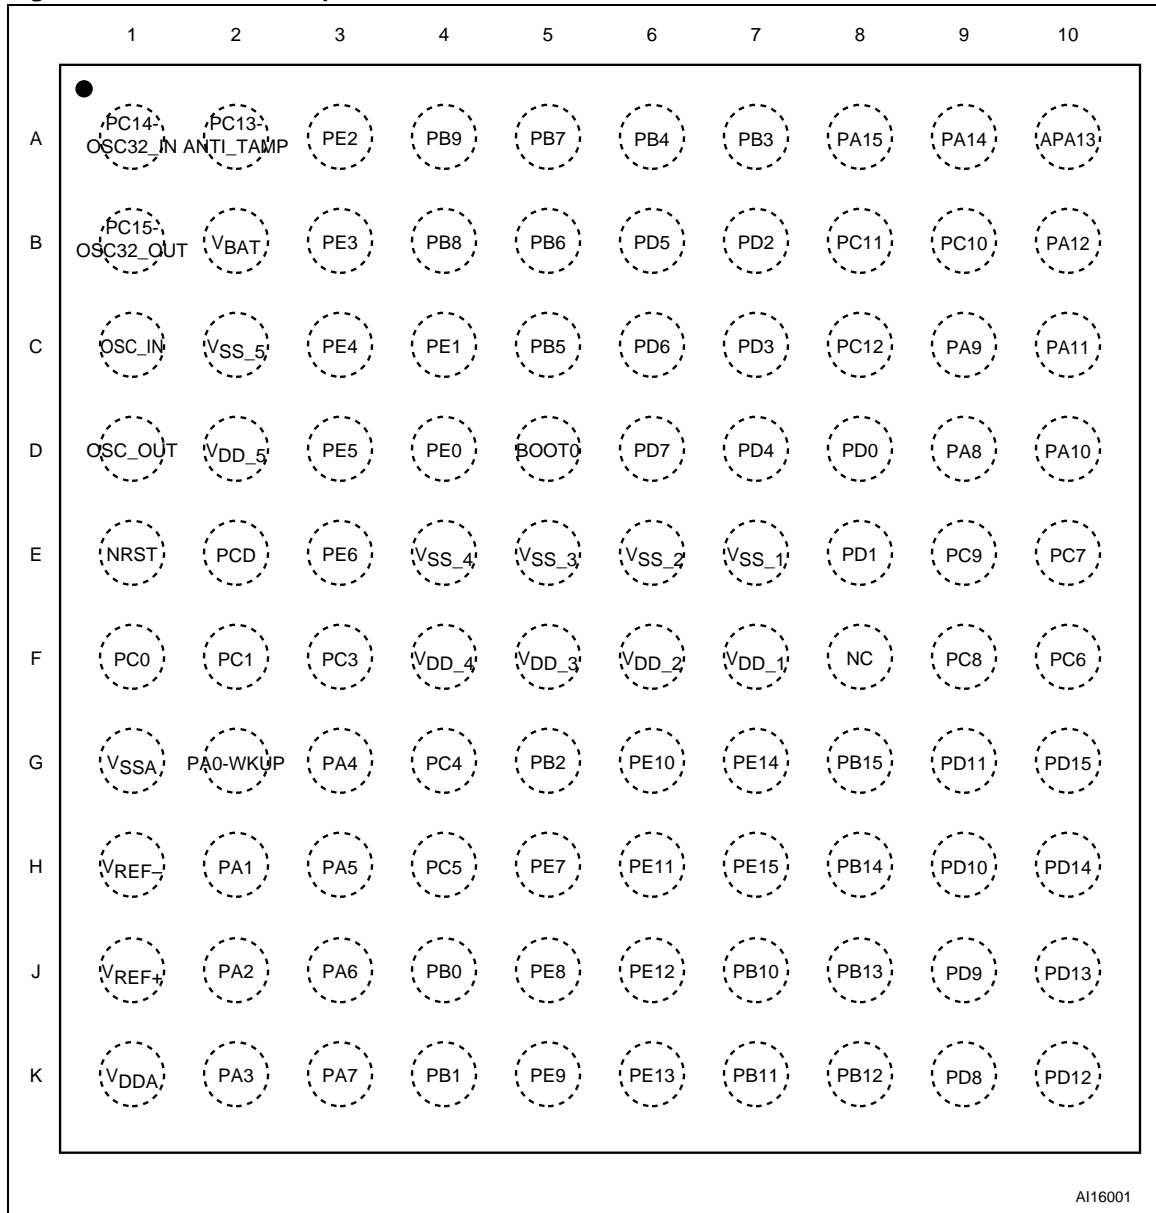 1 2 3 4 5 6 7 8 9 10
A PC14-OSC32_IN PC13-ANTI_TAMP PE2 PB9 PB7 PB4 PB3 PA15 PA14 APA13
B PC15-OSC32_OUT VBAT PE3 PB8 PB6 PD5 PD2 PC11 PC10 PA12
C OSC_IN VSS_5 PE4 PE1 PB5 PD6 PD3 PC12 PA9 PA11
D OSC_OUT VDD_5 PE5 PE0 BOOT0 PD7 PD4 PD0 PA8 PA10
E NRST PCD PE6 VSS_4 VSS_3 VSS_2 VSS_1 PD1 PC9 PC7
F PC0 PC1 PC3 VDD_4 VDD_3 VDD_2 VDD_1 NC PC8 PC6
G VSSA PA0-WKUP PA4 PC4 PB2 PE10 PE14 PB15 PD11 PD15
H VREF– PA1 PA5 PC5 PE7 PE11 PE15 PB14 PD10 PD14
J VREF+ PA2 PA6 PB0 PE8 PE12 PB10 PB13 PD9 PD13
K VDDA PA3 PA7 PB1 PE9 PE13 PB11 PB12 PD8 PD12
AI16001